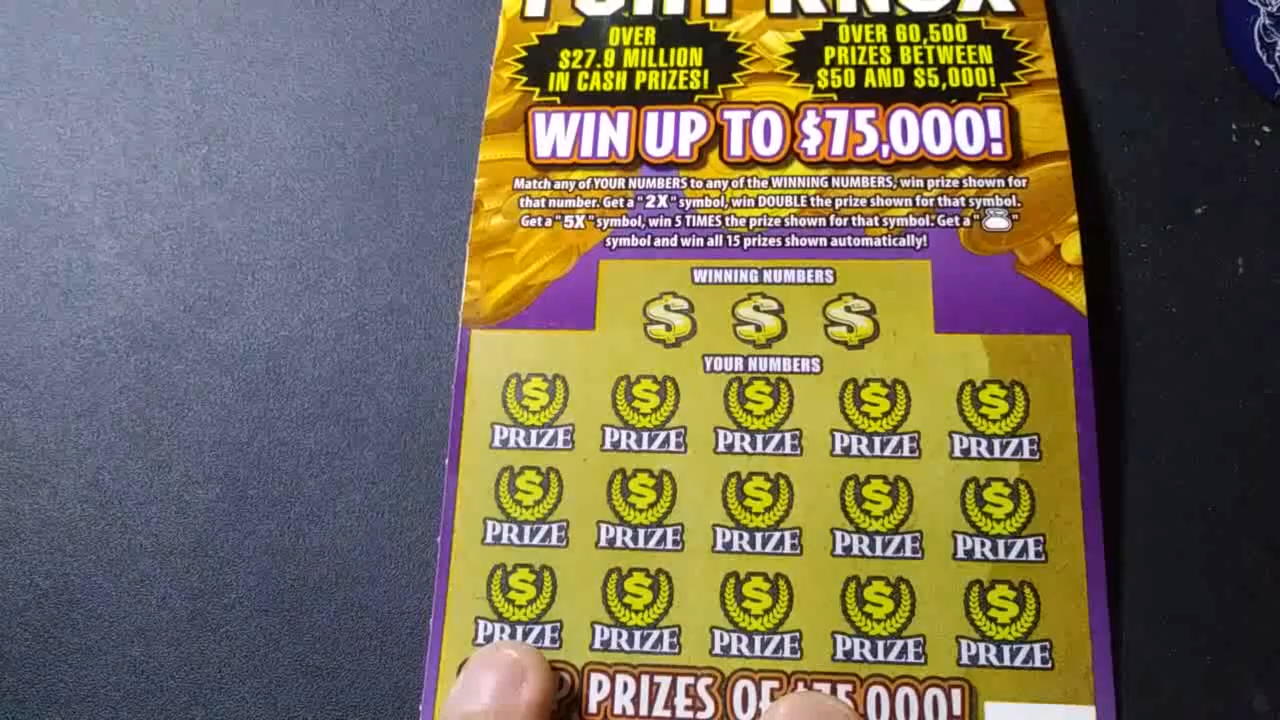 FORT KNOX
OVER
$27.9 MILLION
IN CASH PRIZES!
OVER 60,500
PRIZES BETWEEN
$50 AND $5,000!
WIN UP TO $75,000!
Match any of YOUR NUMBERS to any of the WINNING NUMBERS, win prize shown for
that number. Get a "2X" symbol, win DOUBLE the prize shown for that symbol.
Get a "5X" symbol, win 5 TIMES the prize shown for that symbol. Get a " "
symbol and win all 15 prizes shown automatically!
WINNING NUMBERS
$ $ $
YOUR NUMBERS
$ $ $ $ $
PRIZE PRIZE PRIZE PRIZE PRIZE
$ $ $ $ $
PRIZE PRIZE PRIZE PRIZE PRIZE
$ $ $ $ $
PRIZE PRIZE PRIZE PRIZE PRIZE
PRIZES OF $75,000!